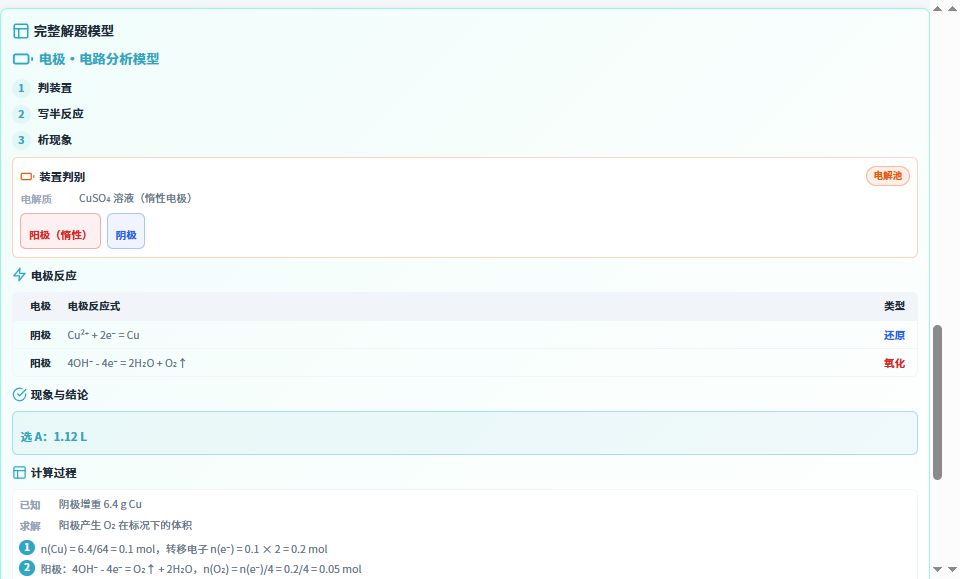 完整解题模型
电极・电路分析模型
1 判装置
2 写半反应
3 析现象
装置判别 电解池
电解质 CuSO₄ 溶液（惰性电极）
阳极（惰性） 阴极
电极反应
电极 电极反应式 类型
阴极 Cu²⁺ + 2e⁻ = Cu 还原
阳极 4OH⁻ - 4e⁻ = 2H₂O + O₂↑ 氧化
现象与结论
选 A：1.12 L
计算过程
已知 阴极增重 6.4 g Cu
求解 阳极产生 O₂ 在标况下的体积
1 n(Cu) = 6.4/64 = 0.1 mol，转移电子 n(e⁻) = 0.1 × 2 = 0.2 mol
2 阳极：4OH⁻ - 4e⁻ = O₂↑ + 2H₂O，n(O₂) = n(e⁻)/4 = 0.2/4 = 0.05 mol